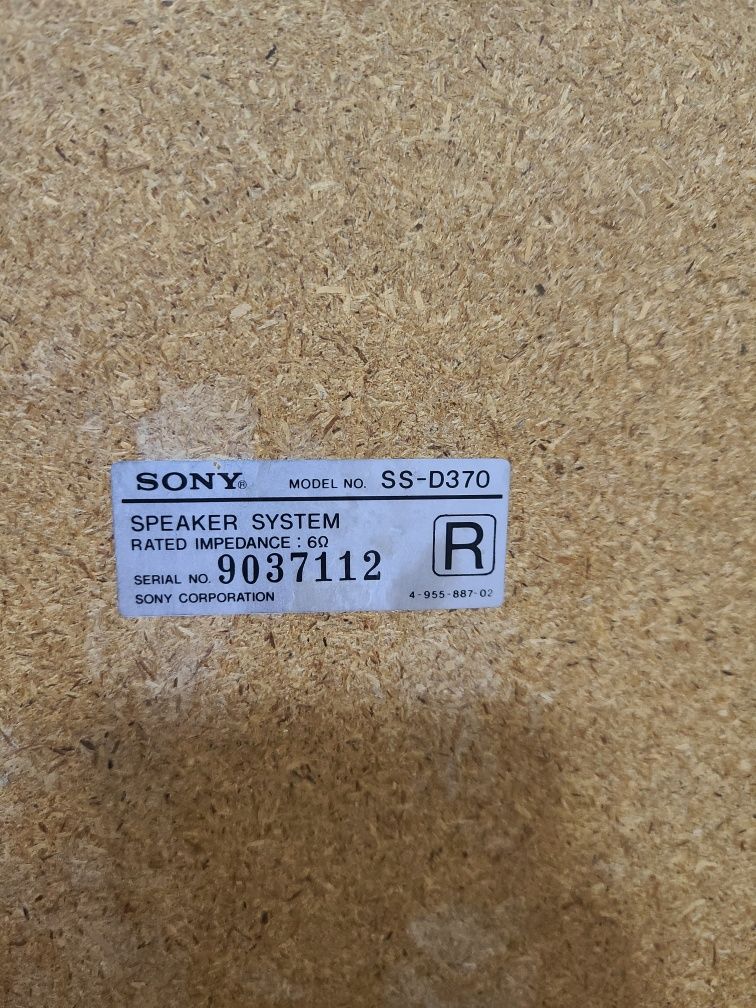 SONY® MODEL NO. SS-D370
SPEAKER SYSTEM
RATED IMPEDANCE : 6Ω
R
SERIAL NO. 9037112
SONY CORPORATION 4-955-887-02